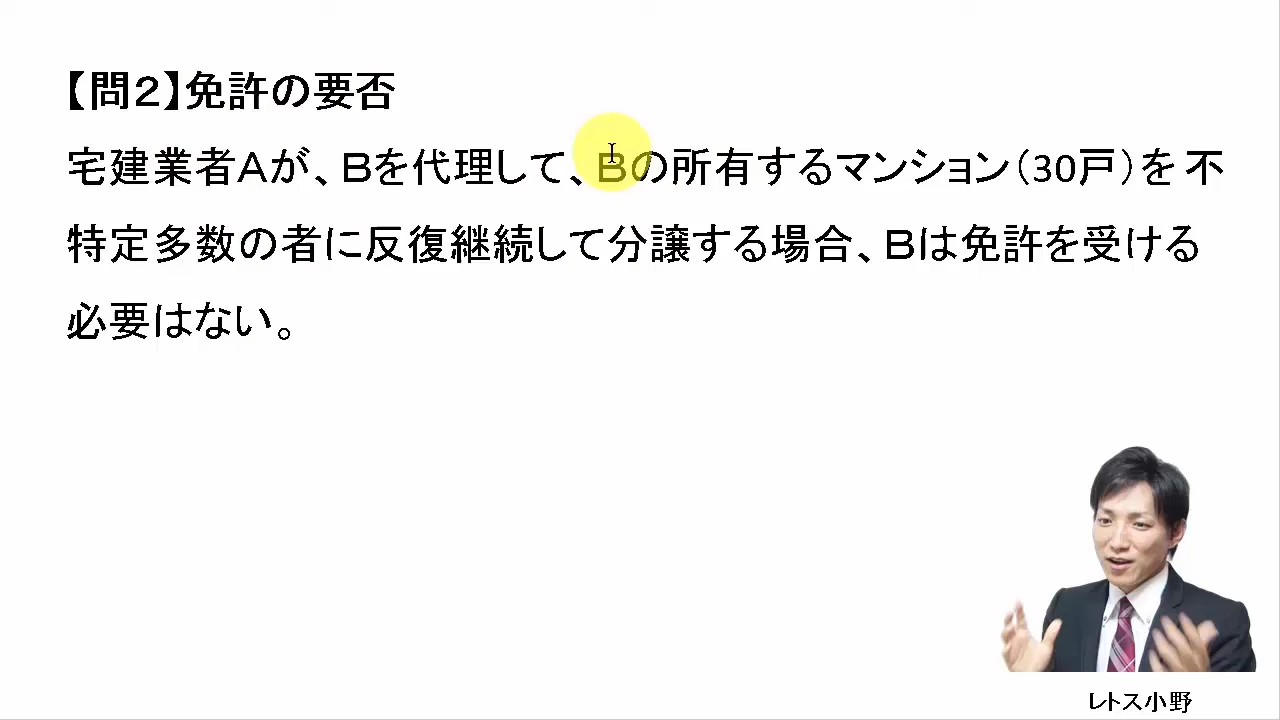 【問２】免許の要否
宅建業者Ａが、Ｂを代理して、Ｂの所有するマンション（30戸）を不
特定多数の者に反復継続して分譲する場合、Ｂは免許を受ける
必要はない。
レトス小野